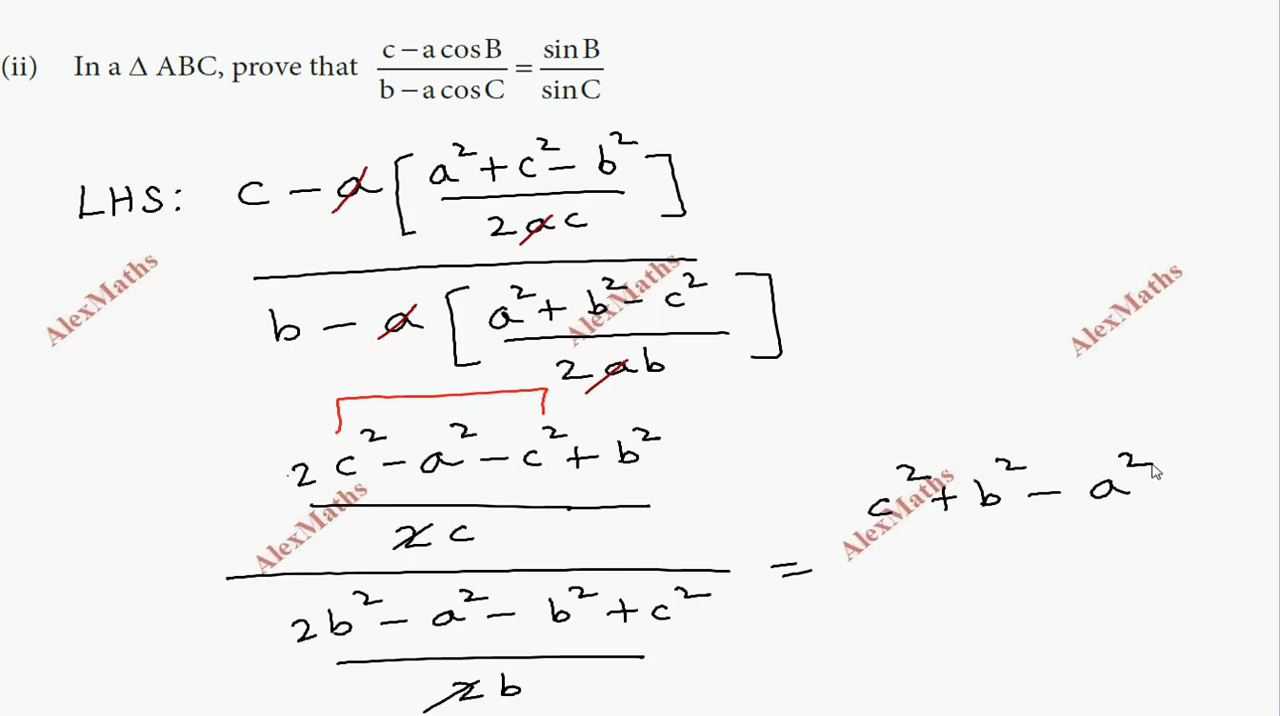 (ii) In a Δ ABC, prove that (c − a cos B)/(b − a cos C) = sin B/sin C
LHS: c − a [ (a² + c² − b²)/(2ac) ]
b − a [ (a² + b² − c²)/(2ab) ]
AlexMaths
AlexMaths
AlexMaths
2c² − a² − c² + b²
2c
= c² + b² − a²
AlexMaths
AlexMaths
2b² − a² − b² + c²
2b